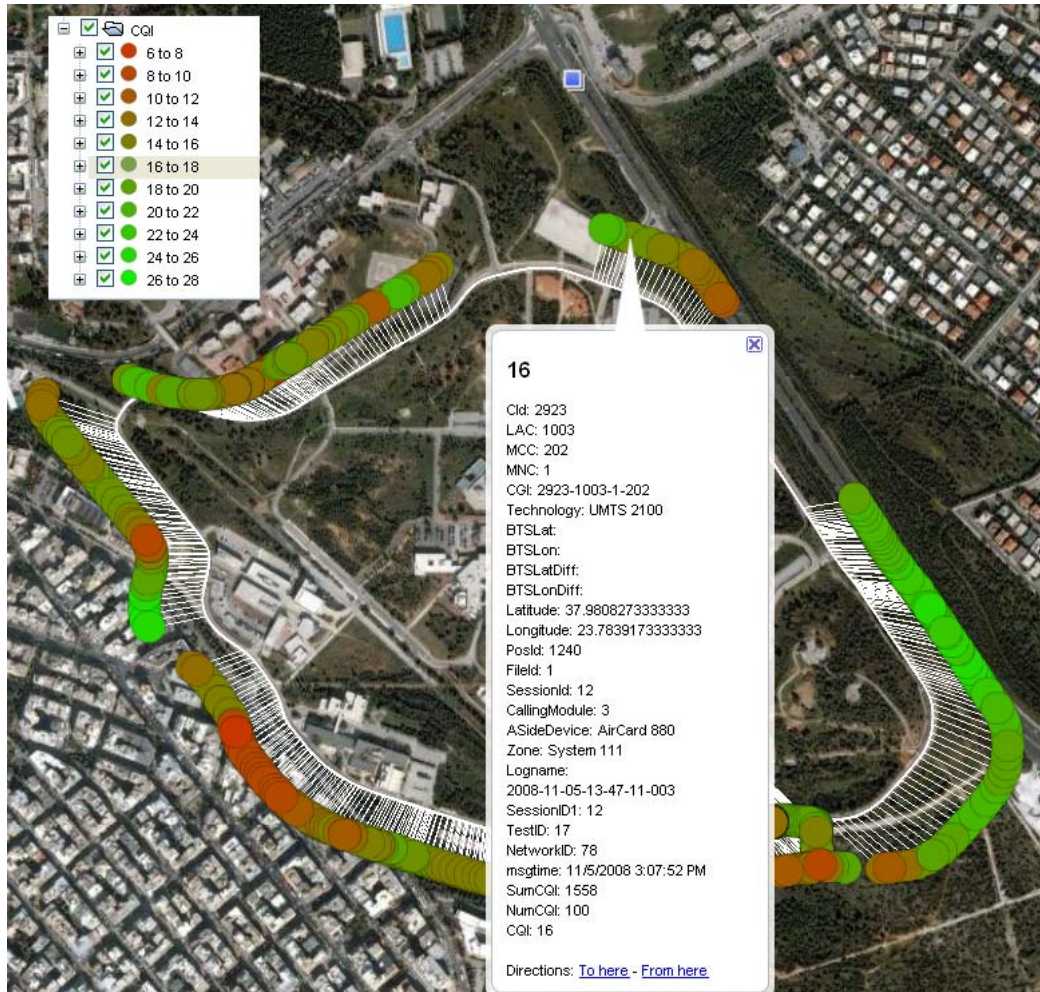 CQI
6 to 8
8 to 10
10 to 12
12 to 14
14 to 16
16 to 18
18 to 20
20 to 22
22 to 24
24 to 26
26 to 28
16
CId: 2923
LAC: 1003
MCC: 202
MNC: 1
CGI: 2923-1003-1-202
Technology: UMTS 2100
BTSLat:
BTSLon:
BTSLatDiff:
BTSLonDiff:
Latitude: 37.9808273333333
Longitude: 23.7839173333333
PosId: 1240
FileId: 1
SessionId: 12
CallingModule: 3
ASideDevice: AirCard 880
Zone: System 111
Logname:
2008-11-05-13-47-11-003
SessionID1: 12
TestID: 17
NetworkID: 78
msgtime: 11/5/2008 3:07:52 PM
SumCQI: 1558
NumCQI: 100
CQI: 16
Directions: To here - From here